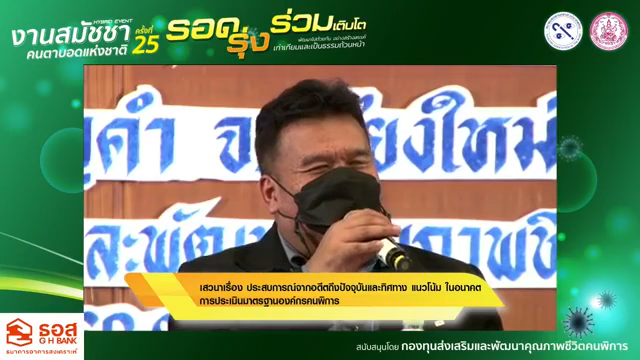 HYBRID EVENT
งานสมัชชา
คนตาบอดแห่งชาติ
ครั้งที่
25
รอด รุ่ง ร่วม เติบโต
เท่าเทียมและเป็นธรรมถ้วนหน้า
เสวนาเรื่อง ประสบการณ์จากอดีตถึงปัจจุบันและทิศทาง แนวโน้ม ในอนาคต
การประเมินมาตรฐานองค์กรคนพิการ
ธอส
G H BANK
ธนาคารอาคารสงเคราะห์
สนับสนุนโดย กองทุนส่งเสริมและพัฒนาคุณภาพชีวิตคนพิการ